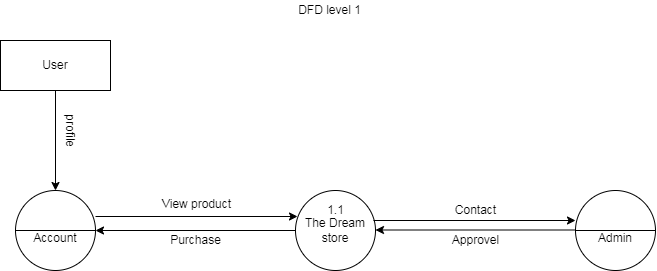 DFD level 1
User
profile
View product
1.1
The Dream
store
Contact
Account
Purchase
Approvel
Admin